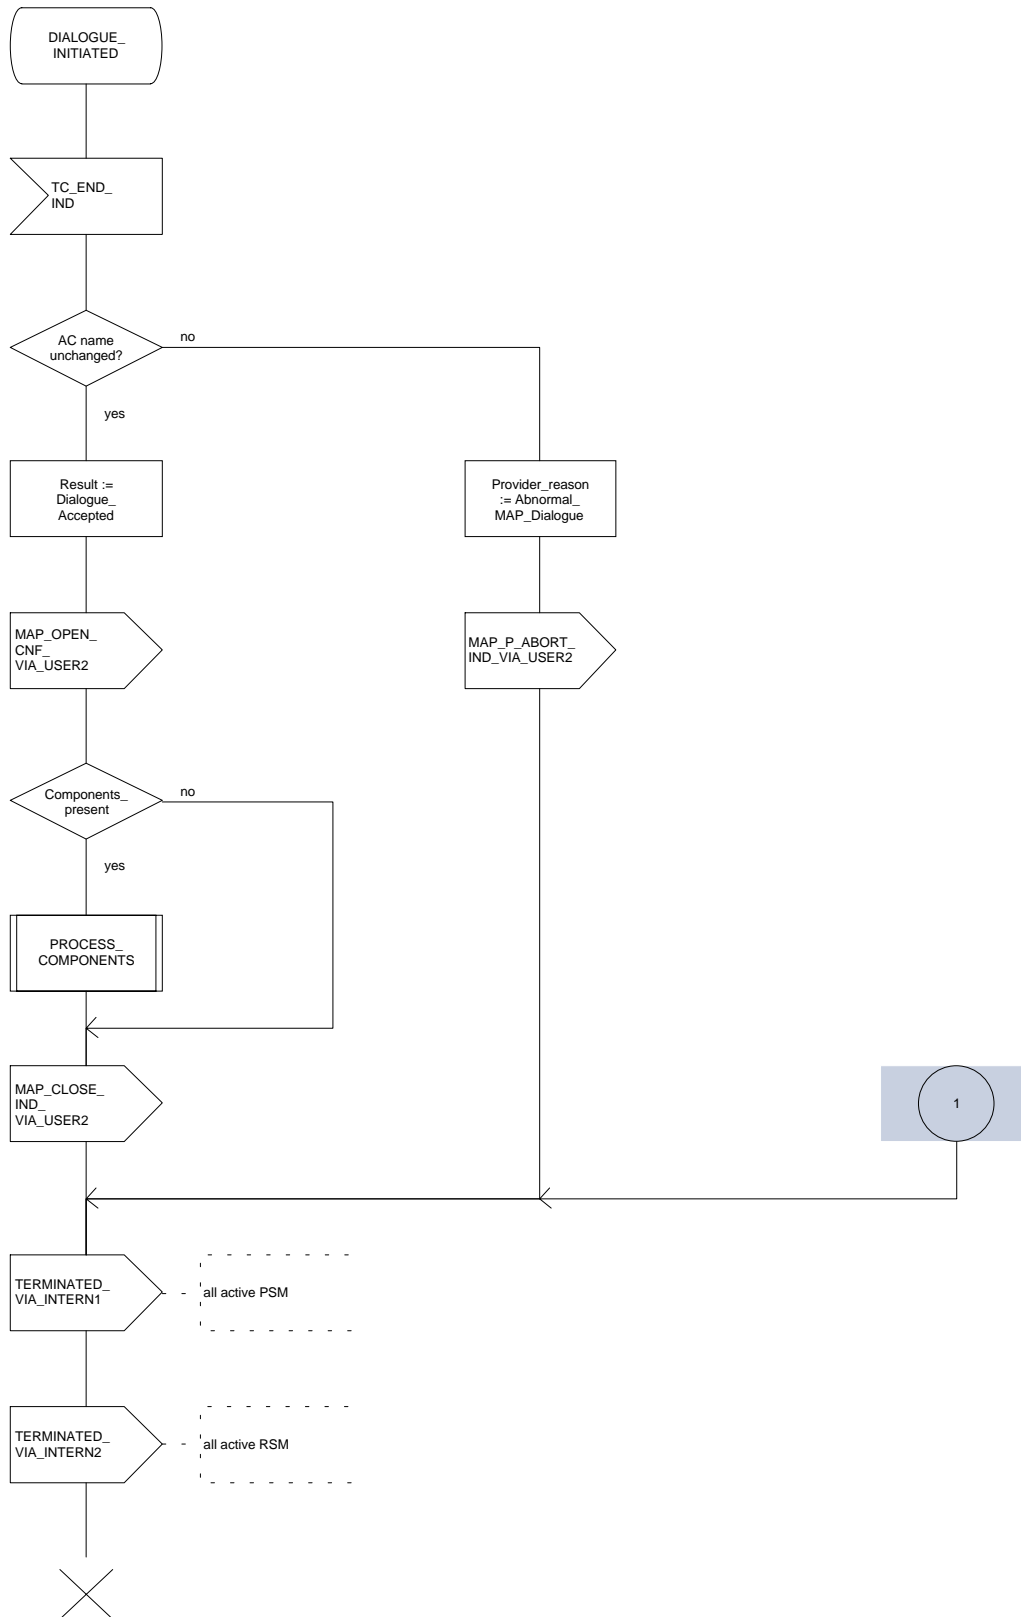 DIALOGUE_
INITIATED
TC_END_
IND
AC name
unchanged?
no
yes
Result :=
Dialogue_
Accepted
Provider_reason
:= Abnormal_
MAP_Dialogue
MAP_OPEN_
CNF_
VIA_USER2
MAP_P_ABORT_
IND_VIA_USER2
Components_
present
no
yes
PROCESS_
COMPONENTS
MAP_CLOSE_
IND_
VIA_USER2
1
TERMINATED_
VIA_INTERN1
all active PSM
TERMINATED_
VIA_INTERN2
all active RSM